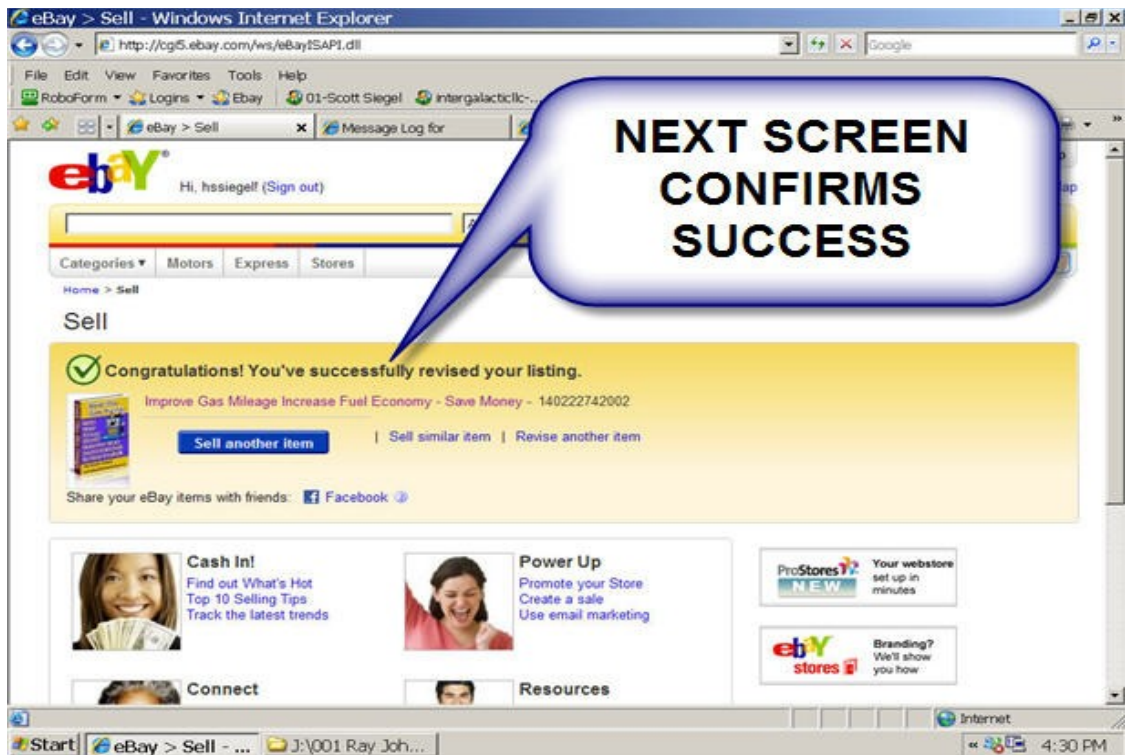 eBay > Sell - Windows Internet Explorer
http://cgi5.ebay.com/ws/eBayISAPI.dll
Google
File Edit View Favorites Tools Help
RoboForm Logins Ebay 01-Scott Siegel intergalacticllc-...
eBay > Sell Message Log for
NEXT SCREEN
CONFIRMS
SUCCESS
ebY
Hi, hssiegel! (Sign out)
Categories Motors Express Stores
Home > Sell
Sell
Congratulations! You've successfully revised your listing.
Improve Gas Mileage Increase Fuel Economy - Save Money - 140222742002
Sell another item | Sell similar item | Revise another item
Share your eBay items with friends: Facebook
Cash In!
Find out What's Hot
Top 10 Selling Tips
Track the latest trends
Power Up
Promote your Store
Create a sale
Use email marketing
ProStores
NEW
Your webstore
set up in
minutes
ebY
stores
Branding?
We'll show
you how
Connect
Resources
Internet
Start eBay > Sell - ... J:\001 Ray Joh... « 4:30 PM